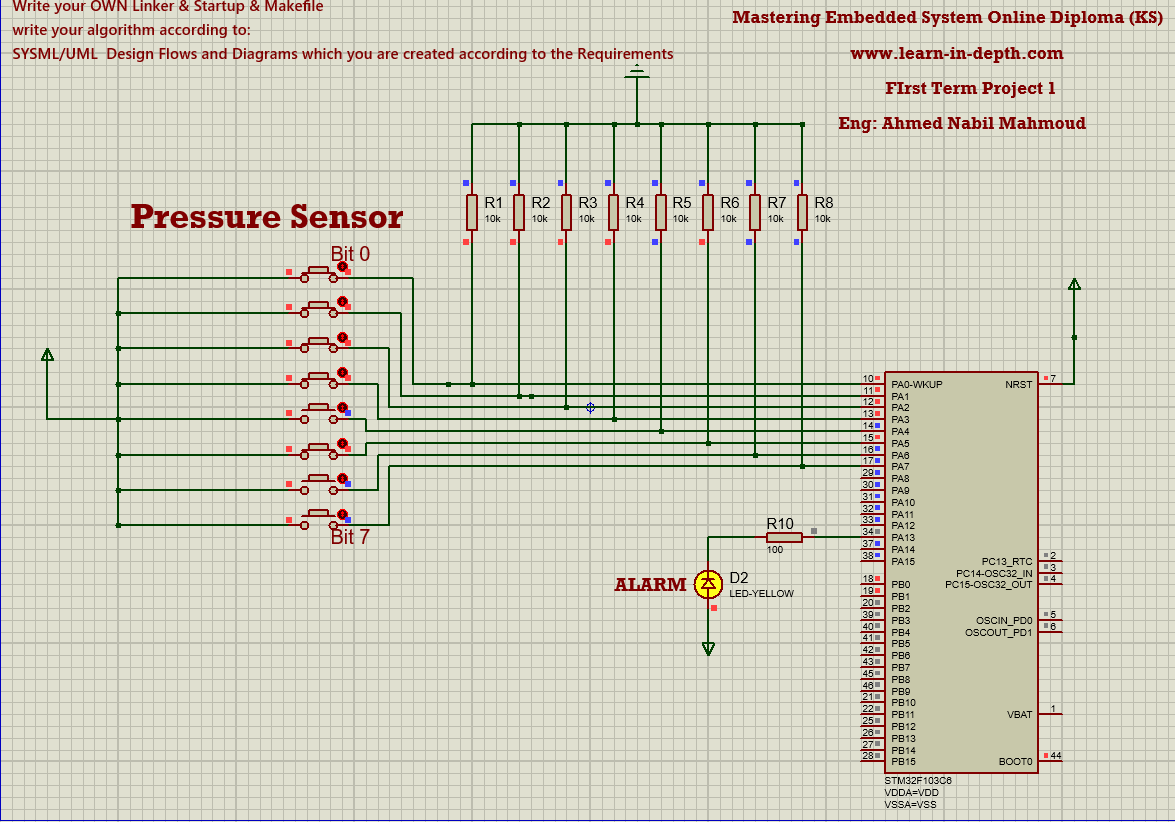 Write your OWN Linker & Startup & Makefile
write your algorithm according to:
SYSML/UML Design Flows and Diagrams which you are created according to the Requirements
Mastering Embedded System Online Diploma (KS)
www.learn-in-depth.com
FIrst Term Project 1
Eng: Ahmed Nabil Mahmoud
Pressure Sensor
R1 R2 R3 R4 R5 R6 R7 R8
10k 10k 10k 10k 10k 10k 10k 10k
Bit 0
Bit 7
R10
100
ALARM
D2
LED-YELLOW
10 PA0-WKUP NRST 7
11 PA1
12 PA2
13 PA3
14 PA4
15 PA5
16 PA6
17 PA7
29 PA8
30 PA9
31 PA10
32 PA11
33 PA12
34 PA13
37 PA14
38 PA15
PC13_RTC 2
PC14-OSC32_IN 3
PC15-OSC32_OUT 4
18 PB0
19 PB1
20 PB2
39 PB3
40 PB4
41 PB5
42 PB6
43 PB7
45 PB8
46 PB9
21 PB10
22 PB11
25 PB12
26 PB13
27 PB14
28 PB15
OSCIN_PD0 5
OSCOUT_PD1 6
VBAT 1
BOOT0 44
STM32F103C6
VDDA=VDD
VSSA=VSS